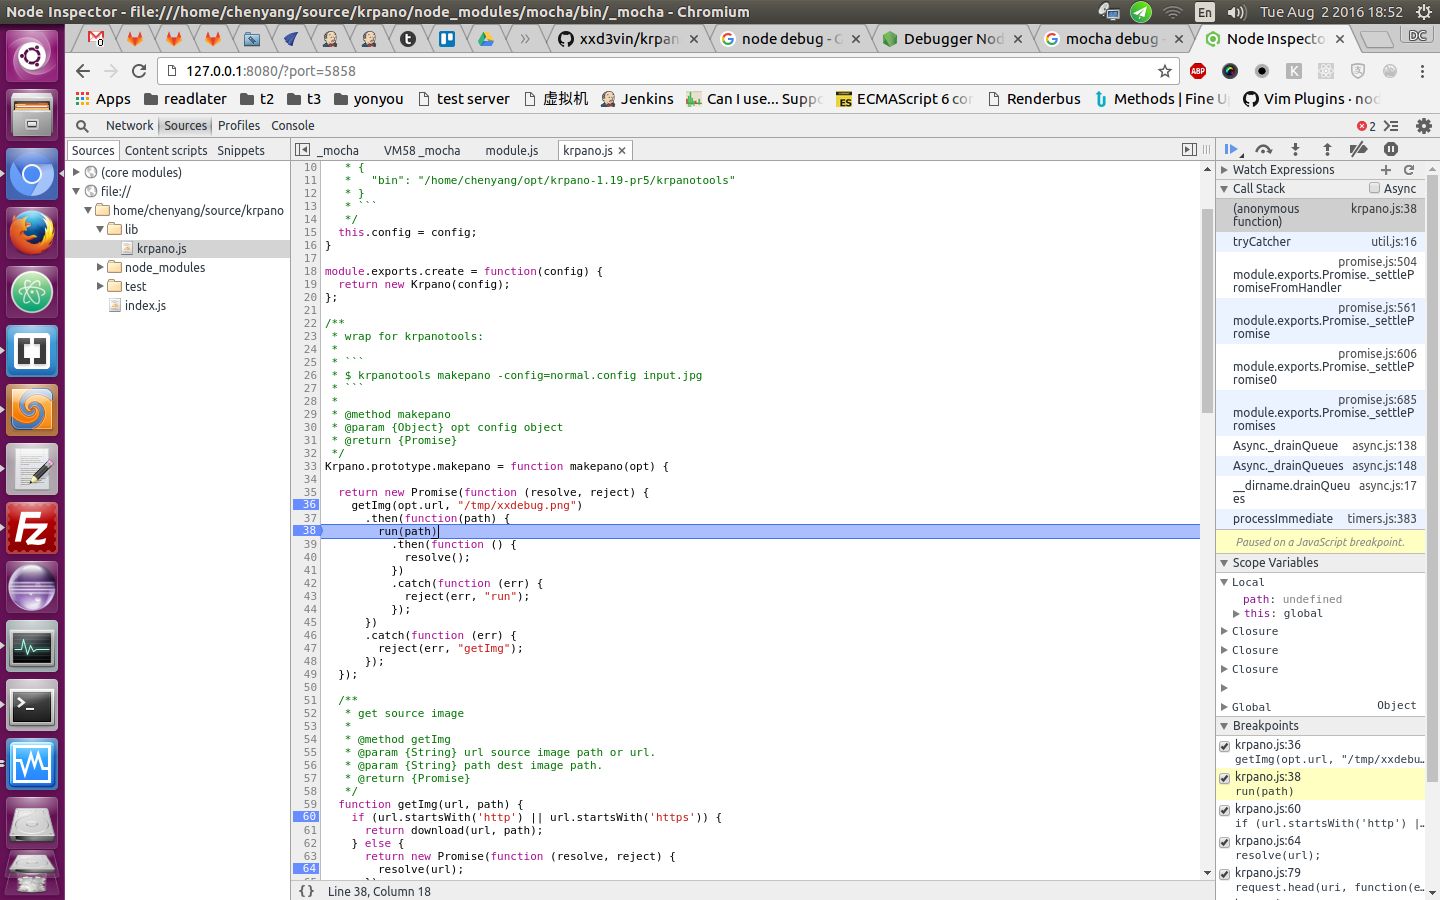 Node Inspector - file:///home/chenyang/source/krpano/node_modules/mocha/bin/_mocha - Chromium
En
Tue Aug 2 2016 18:52
xxd3vin/krpan
node debug - G
Debugger Nod
mocha debug -
Node Inspecto
DC
127.0.0.1:8080/?port=5858
ABP
Apps
readlater
t2
t3
yonyou
test server
虚拟机
Jenkins
Can I use... Suppo
ECMAScript 6 cor
Renderbus
Methods | Fine U
Vim Plugins · nod
Network
Sources
Profiles
Console
2
Sources
Content scripts
Snippets
_mocha
VM58 _mocha
module.js
krpano.js
(core modules)
file://
home/chenyang/source/krpano
lib
krpano.js
node_modules
test
index.js
10 * {
11 * "bin": "/home/chenyang/opt/krpano-1.19-pr5/krpanotools"
12 * }
13 * ```
14 */
15 this.config = config;
16 }
17
18 module.exports.create = function(config) {
19 return new Krpano(config);
20 };
21
22 /**
23 * wrap for krpanotools:
24 *
25 * ```
26 * $ krpanotools makepano -config=normal.config input.jpg
27 * ```
28 *
29 * @method makepano
30 * @param {Object} opt config object
31 * @return {Promise}
32 */
33 Krpano.prototype.makepano = function makepano(opt) {
34
35 return new Promise(function (resolve, reject) {
36 getImg(opt.url, "/tmp/xxdebug.png")
37 .then(function(path) {
38 run(path)
39 .then(function () {
40 resolve();
41 })
42 .catch(function (err) {
43 reject(err, "run");
44 });
45 })
46 .catch(function (err) {
47 reject(err, "getImg");
48 });
49 });
50
51 /**
52 * get source image
53 *
54 * @method getImg
55 * @param {String} url source image path or url.
56 * @param {String} path dest image path.
57 * @return {Promise}
58 */
59 function getImg(url, path) {
60 if (url.startsWith('http') || url.startsWith('https')) {
61 return download(url, path);
62 } else {
63 return new Promise(function (resolve, reject) {
64 resolve(url);
{} Line 38, Column 18
Watch Expressions
Call Stack
Async
(anonymous function) krpano.js:38
tryCatcher util.js:16
promise.js:504
module.exports.Promise._settleP
romiseFromHandler
promise.js:561
module.exports.Promise._settleP
romise
promise.js:606
module.exports.Promise._settleP
romise0
promise.js:685
module.exports.Promise._settleP
romises
Async._drainQueue async.js:138
Async._drainQueues async.js:148
__dirname.drainQueu async.js:17
es
processImmediate timers.js:383
Paused on a JavaScript breakpoint.
Scope Variables
Local
path: undefined
this: global
Closure
Closure
Closure
Global Object
Breakpoints
krpano.js:36
getImg(opt.url, "/tmp/xxdebu…
krpano.js:38
run(path)
krpano.js:60
if (url.startsWith('http') |…
krpano.js:64
resolve(url);
krpano.js:79
request.head(uri, function(e…